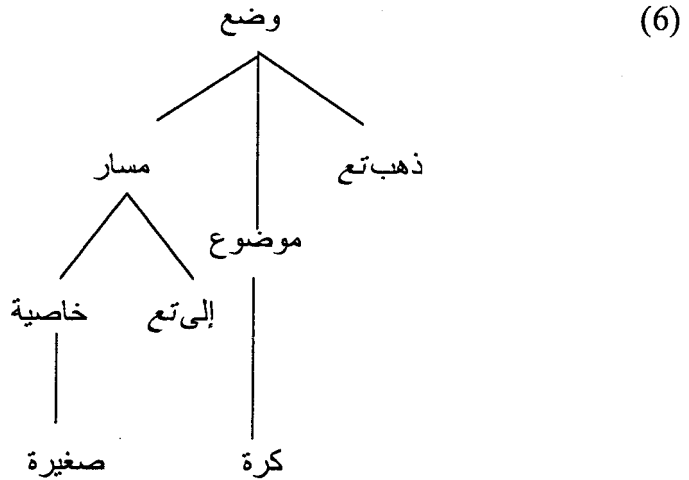 (6)
وضع
مسار ذهب تع
موضوع
خاصية إلى تع
صغيرة كرة